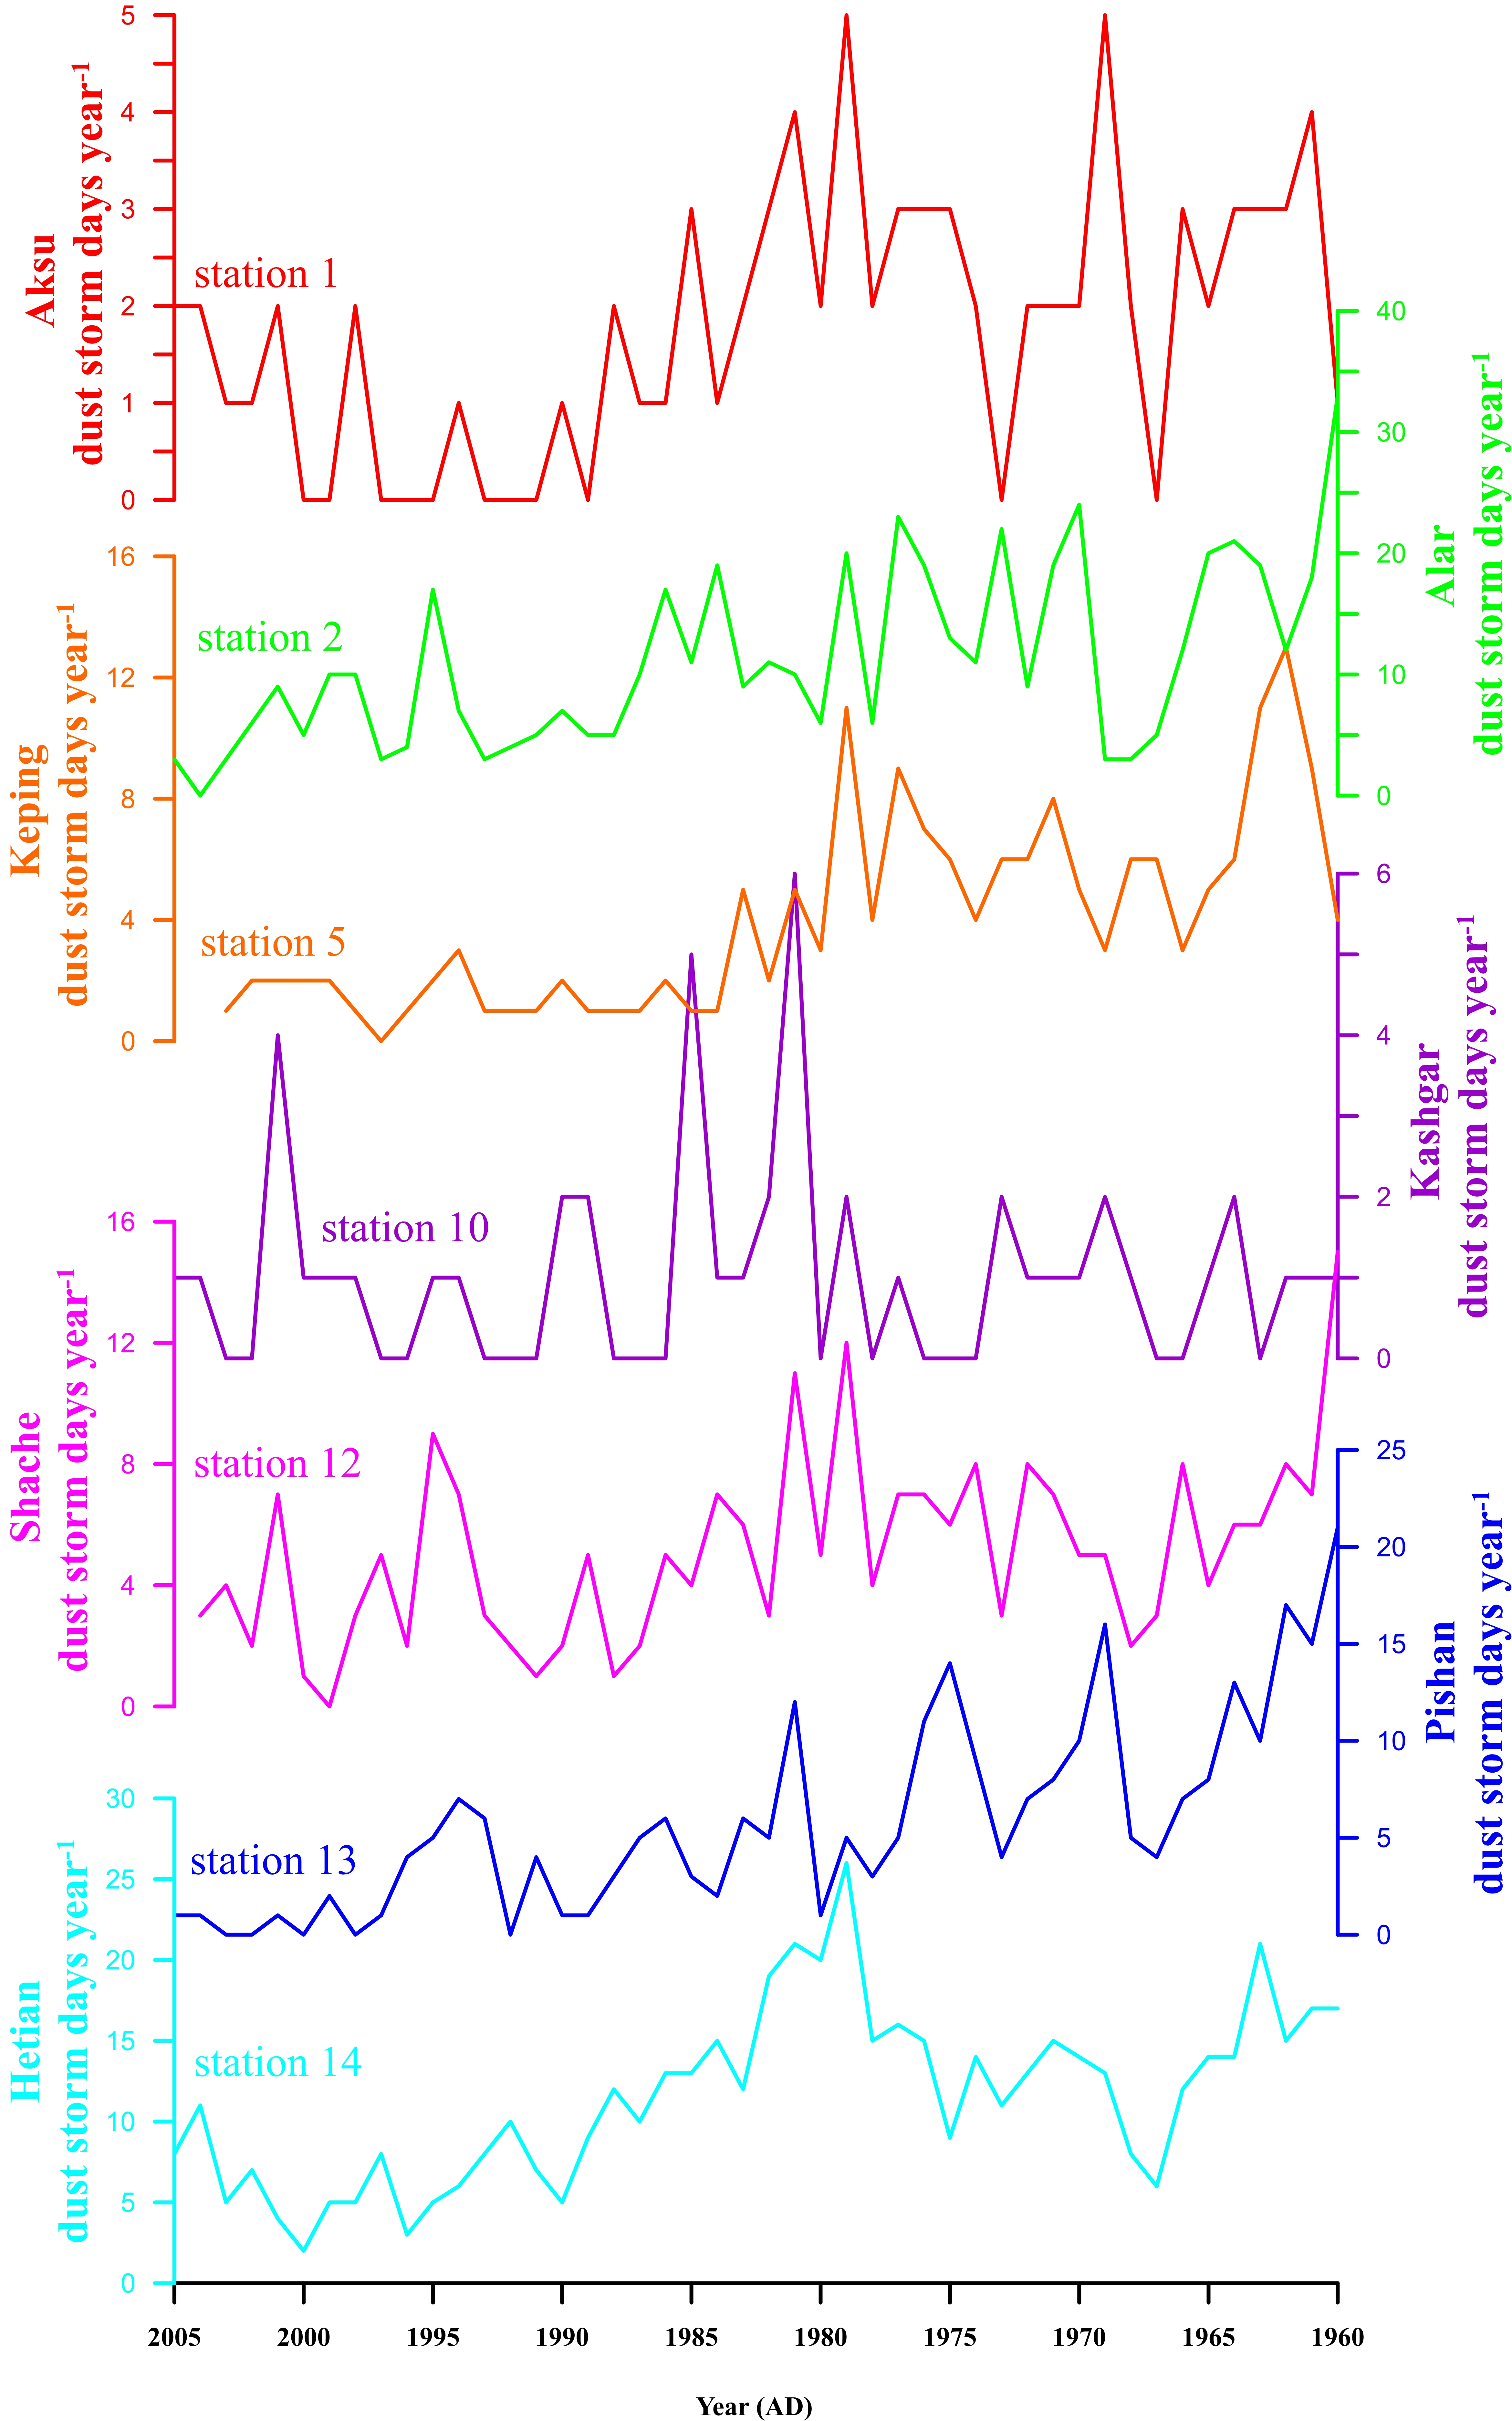 Aksu
dust storm days year-1
5
4
3
2
1
0
station 1
Alar
dust storm days year-1
40
30
20
10
0
station 2
Keping
dust storm days year-1
16
12
8
4
0
station 5
Kashgar
dust storm days year-1
6
4
2
0
station 10
Shache
dust storm days year-1
16
12
8
4
0
station 12
Pishan
dust storm days year-1
25
20
15
10
5
0
station 13
Hetian
dust storm days year-1
30
25
20
15
10
5
0
station 14
2005 2000 1995 1990 1985 1980 1975 1970 1965 1960
Year (AD)